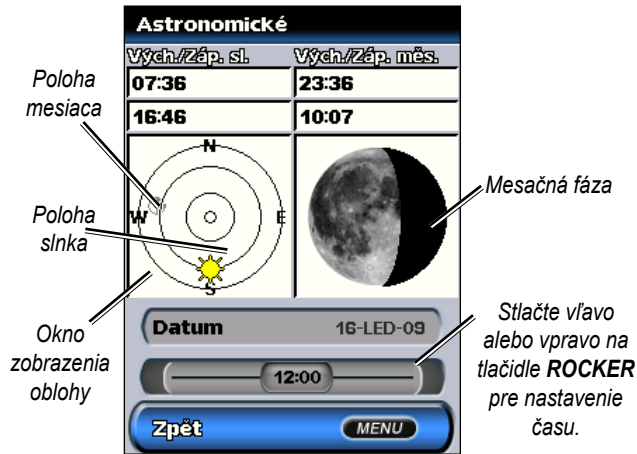 Astronomické
Vých./Záp. sl. Vých./Záp. měs.
07:36 23:36
16:46 10:07
N
W E
S
Datum 16-LED-09
12:00
Zpět MENU
Poloha
mesiaca
Poloha
slnka
Okno
zobrazenia
oblohy
Mesačná fáza
Stlačte vľavo
alebo vpravo na
tlačidle ROCKER
pre nastavenie
času.